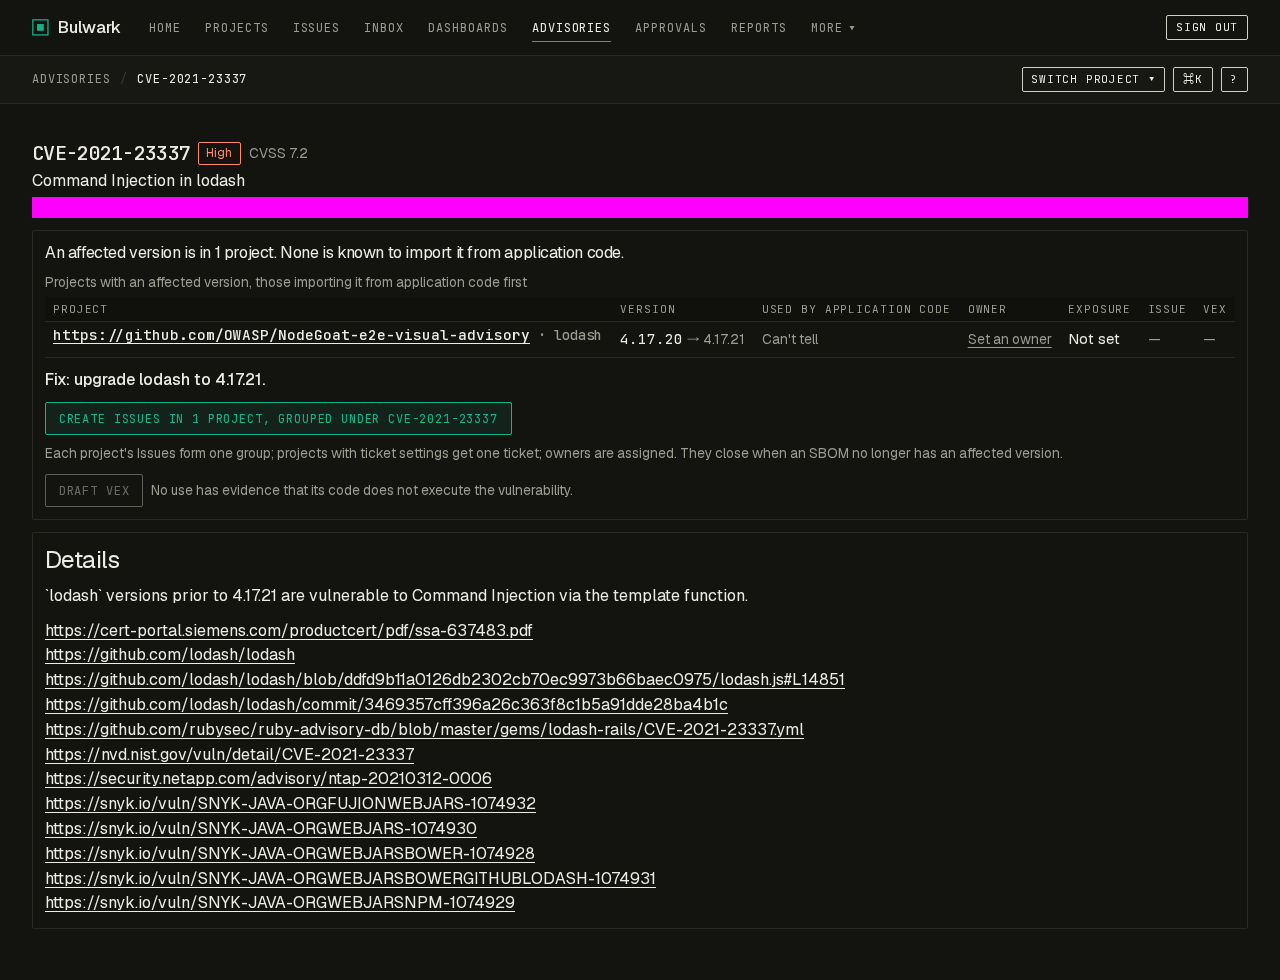 Bulwark HOME PROJECTS ISSUES INBOX DASHBOARDS ADVISORIES APPROVALS REPORTS MORE ▾ SIGN OUT
ADVISORIES / CVE-2021-23337 SWITCH PROJECT ▾ ⌘K ?
CVE-2021-23337 High CVSS 7.2
Command Injection in lodash
An affected version is in 1 project. None is known to import it from application code.
Projects with an affected version, those importing it from application code first
PROJECT VERSION USED BY APPLICATION CODE OWNER EXPOSURE ISSUE VEX
https://github.com/OWASP/NodeGoat-e2e-visual-advisory · lodash 4.17.20 → 4.17.21 Can't tell Set an owner Not set — —
Fix: upgrade lodash to 4.17.21.
CREATE ISSUES IN 1 PROJECT, GROUPED UNDER CVE-2021-23337
Each project's Issues form one group; projects with ticket settings get one ticket; owners are assigned. They close when an SBOM no longer has an affected version.
DRAFT VEX No use has evidence that its code does not execute the vulnerability.
Details
`lodash` versions prior to 4.17.21 are vulnerable to Command Injection via the template function.
https://cert-portal.siemens.com/productcert/pdf/ssa-637483.pdf
https://github.com/lodash/lodash
https://github.com/lodash/lodash/blob/ddfd9b11a0126db2302cb70ec9973b66baec0975/lodash.js#L14851
https://github.com/lodash/lodash/commit/3469357cff396a26c363f8c1b5a91dde28ba4b1c
https://github.com/rubysec/ruby-advisory-db/blob/master/gems/lodash-rails/CVE-2021-23337.yml
https://nvd.nist.gov/vuln/detail/CVE-2021-23337
https://security.netapp.com/advisory/ntap-20210312-0006
https://snyk.io/vuln/SNYK-JAVA-ORGFUJIONWEBJARS-1074932
https://snyk.io/vuln/SNYK-JAVA-ORGWEBJARS-1074930
https://snyk.io/vuln/SNYK-JAVA-ORGWEBJARSBOWER-1074928
https://snyk.io/vuln/SNYK-JAVA-ORGWEBJARSBOWERGITHUBLODASH-1074931
https://snyk.io/vuln/SNYK-JAVA-ORGWEBJARSNPM-1074929